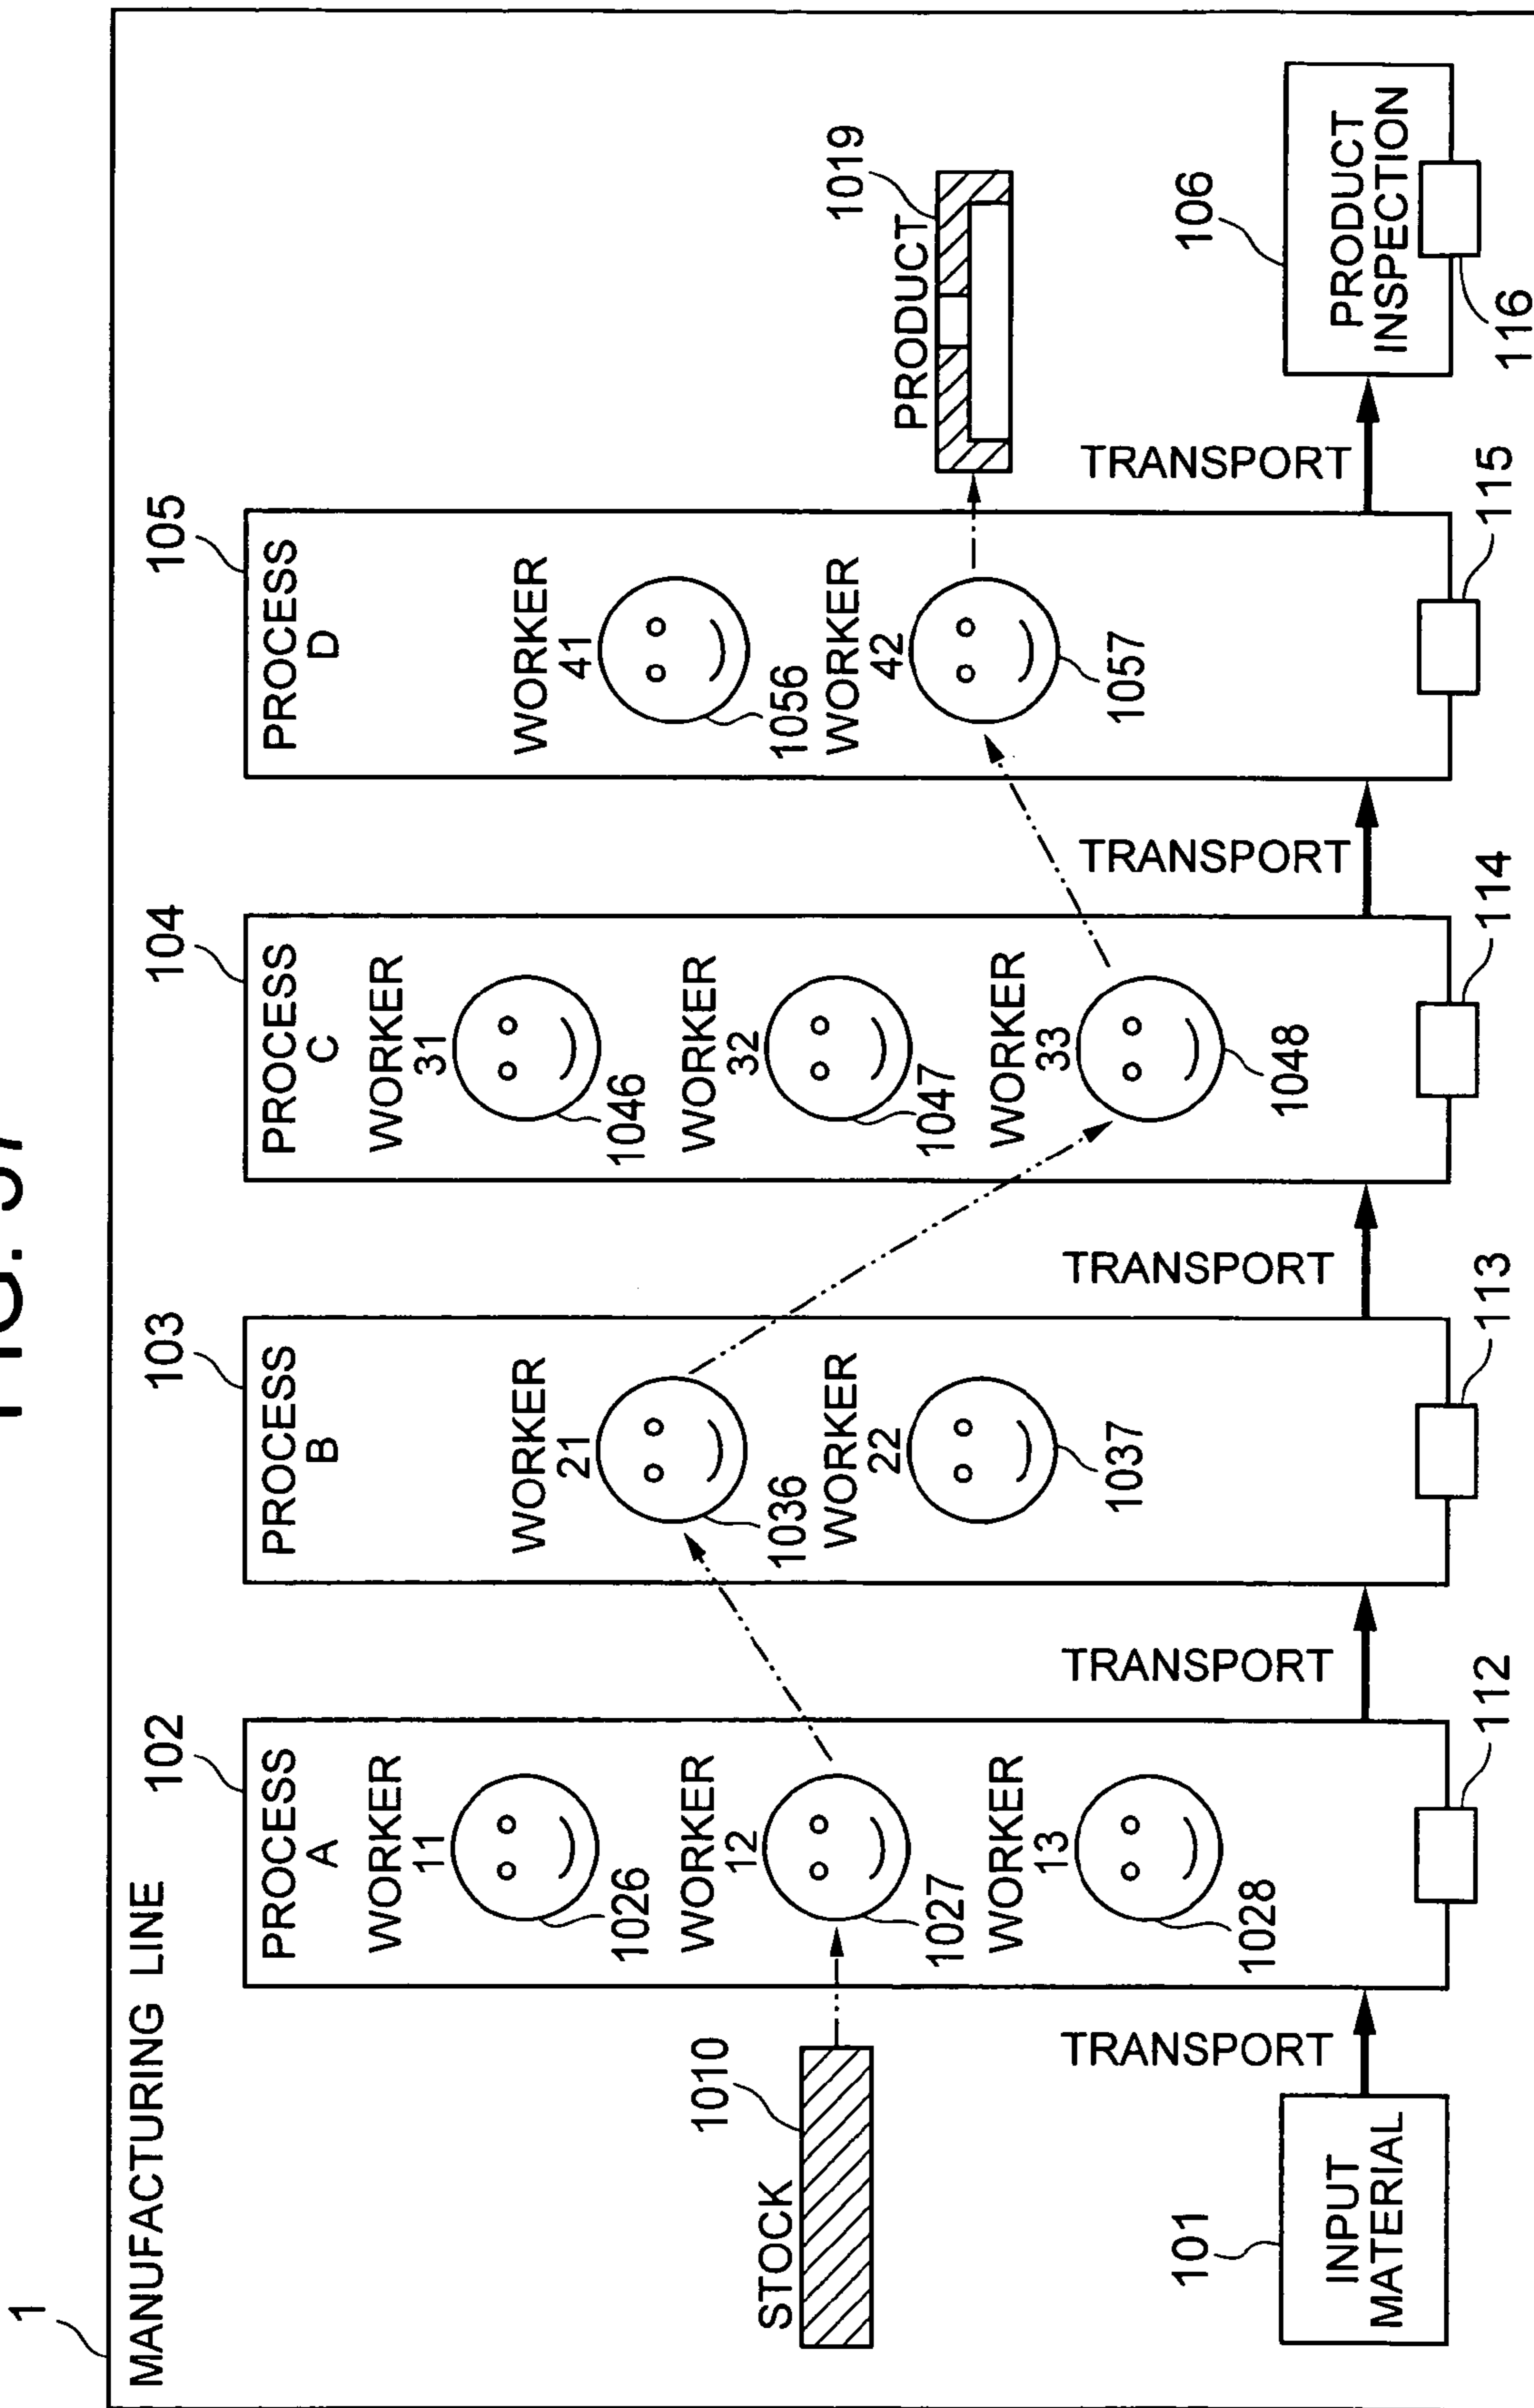 1
MANUFACTURING LINE
STOCK
1010
101
INPUT
MATERIAL
TRANSPORT
102
PROCESS
A
WORKER
11
1026
WORKER
12
1027
WORKER
13
1028
112
TRANSPORT
103
PROCESS
B
WORKER
21
1036
WORKER
22
1037
113
TRANSPORT
104
PROCESS
C
WORKER
31
1046
WORKER
32
1047
WORKER
33
1048
114
TRANSPORT
105
PROCESS
D
WORKER
41
1056
WORKER
42
1057
115
TRANSPORT
PRODUCT
1019
106
PRODUCT
INSPECTION
116